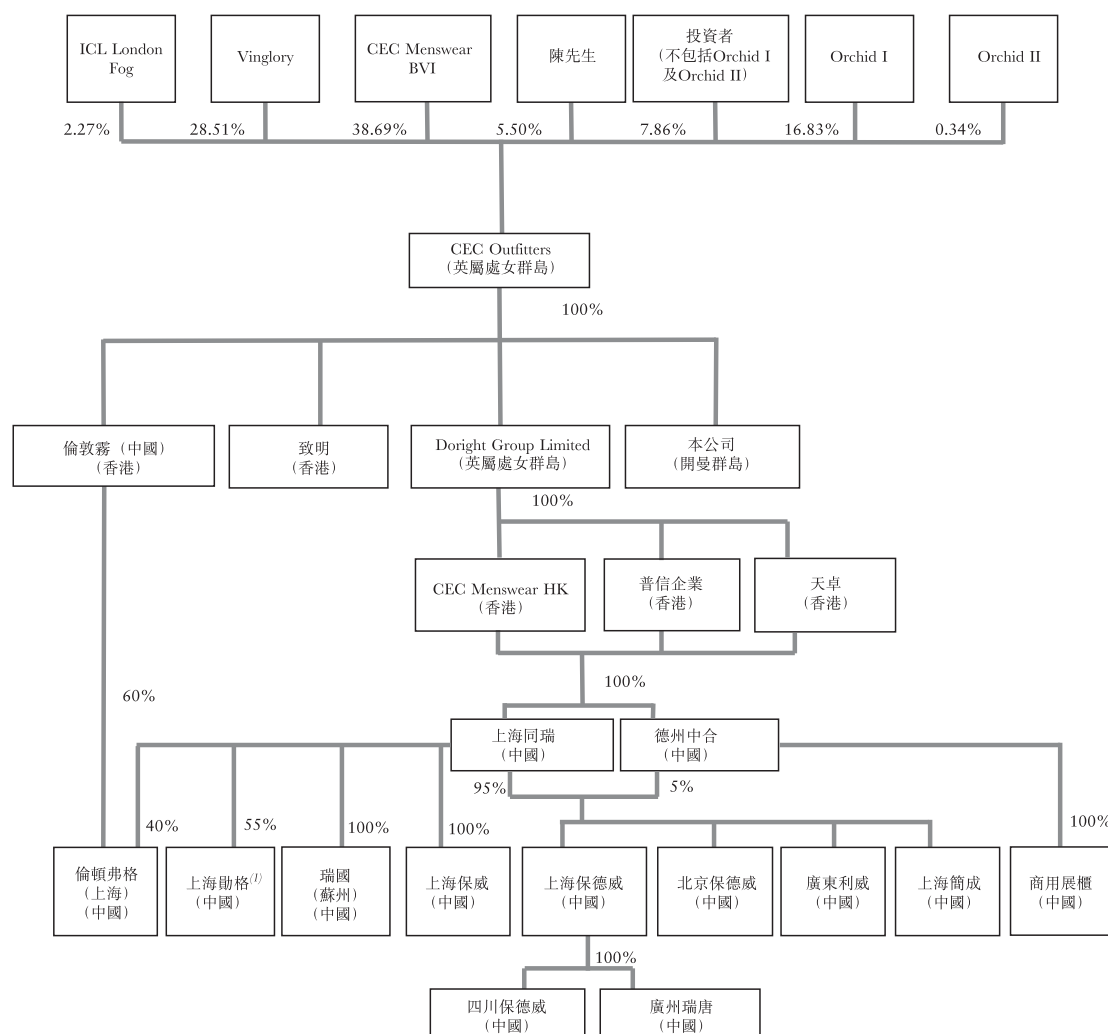 ICL London
Fog
Vinglory
CEC Menswear
BVI
陳先生
投資者
(不包括Orchid I
及Orchid II)
Orchid I
Orchid II
2.27%
28.51%
38.69%
5.50%
7.86%
16.83%
0.34%
CEC Outfitters
(英屬處女群島)
100%
倫敦霧(中國)
(香港)
致明
(香港)
Doright Group Limited
(英屬處女群島)
本公司
(開曼群島)
100%
CEC Menswear HK
(香港)
普信企業
(香港)
天卓
(香港)
60%
100%
上海同瑞
(中國)
德州中合
(中國)
95%
5%
40%
55%
100%
100%
100%
倫頓弗格
(上海)
(中國)
上海勛格(1)
(中國)
瑞國
(蘇州)
(中國)
上海保威
(中國)
上海保德威
(中國)
北京保德威
(中國)
廣東利威
(中國)
上海簡成
(中國)
商用展櫃
(中國)
100%
四川保德威
(中國)
廣州瑞唐
(中國)